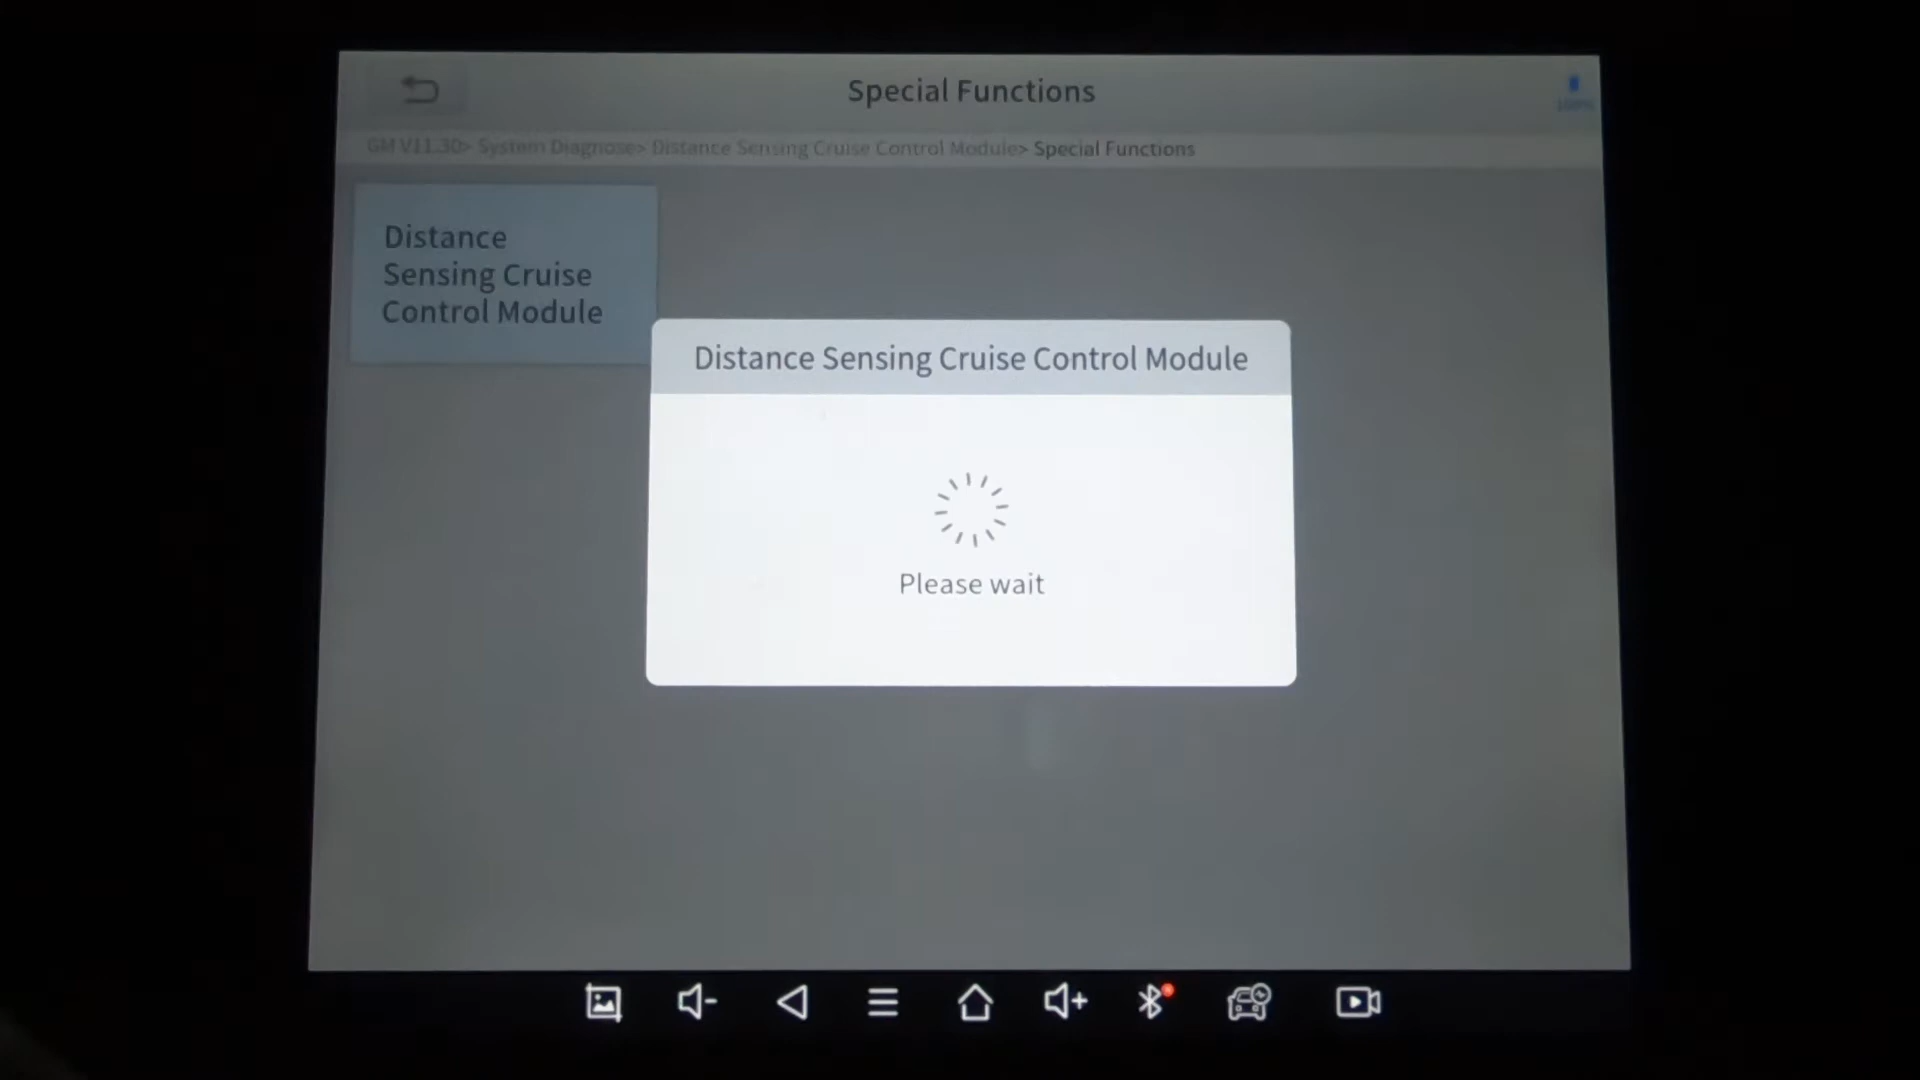 Special Functions
GM V11.30> System Diagnose> Distance Sensing Cruise Control Module> Special Functions
Distance
Sensing Cruise
Control Module
Distance Sensing Cruise Control Module
Please wait